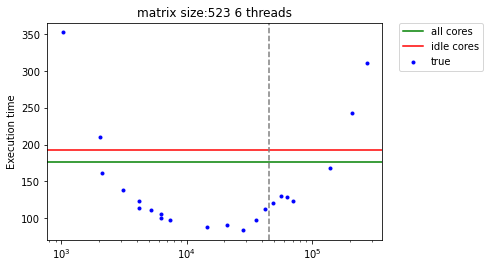 matrix size:523 6 threads
all cores
idle cores
true
Execution time
350
300
250
200
150
100
10³
10⁴
10⁵